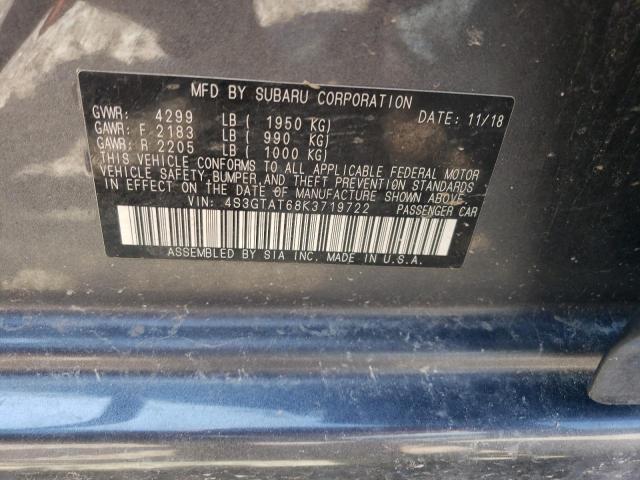 MFD BY SUBARU CORPORATION
GVWR: 4299 LB ( 1950 KG) DATE: 11/18
GAWR: F 2183 LB ( 990 KG)
GAWR: R 2205 LB ( 1000 KG)
THIS VEHICLE CONFORMS TO ALL APPLICABLE FEDERAL MOTOR
VEHICLE SAFETY, BUMPER, AND THEFT PREVENTION STANDARDS
IN EFFECT ON THE DATE OF MANUFACTURE SHOWN ABOVE.
VIN: 4S3GTAT68K3719722 PASSENGER CAR
ASSEMBLED BY SIA INC. MADE IN U.S.A.